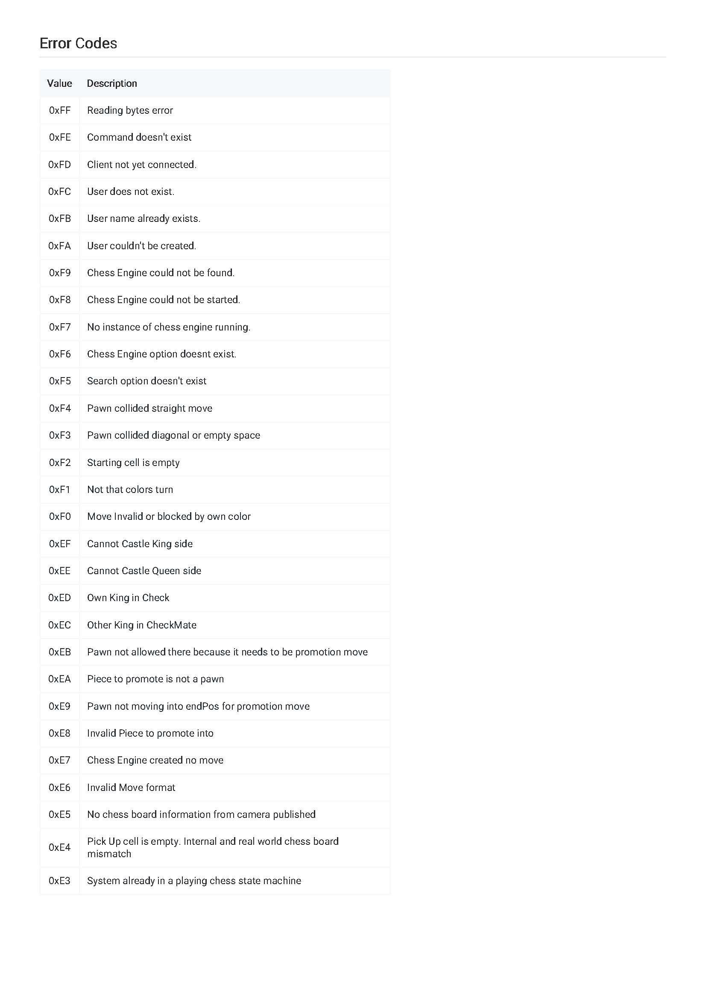 Error Codes
Value Description
0xFF Reading bytes error
0xFE Command doesn't exist
0xFD Client not yet connected.
0xFC User does not exist.
0xFB User name already exists.
0xFA User couldn't be created.
0xF9 Chess Engine could not be found.
0xF8 Chess Engine could not be started.
0xF7 No instance of chess engine running.
0xF6 Chess Engine option doesnt exist.
0xF5 Search option doesn't exist
0xF4 Pawn collided straight move
0xF3 Pawn collided diagonal or empty space
0xF2 Starting cell is empty
0xF1 Not that colors turn
0xF0 Move Invalid or blocked by own color
0xEF Cannot Castle King side
0xEE Cannot Castle Queen side
0xED Own King in Check
0xEC Other King in CheckMate
0xEB Pawn not allowed there because it needs to be promotion move
0xEA Piece to promote is not a pawn
0xE9 Pawn not moving into endPos for promotion move
0xE8 Invalid Piece to promote into
0xE7 Chess Engine created no move
0xE6 Invalid Move format
0xE5 No chess board information from camera published
0xE4 Pick Up cell is empty. Internal and real world chess board
mismatch
0xE3 System already in a playing chess state machine